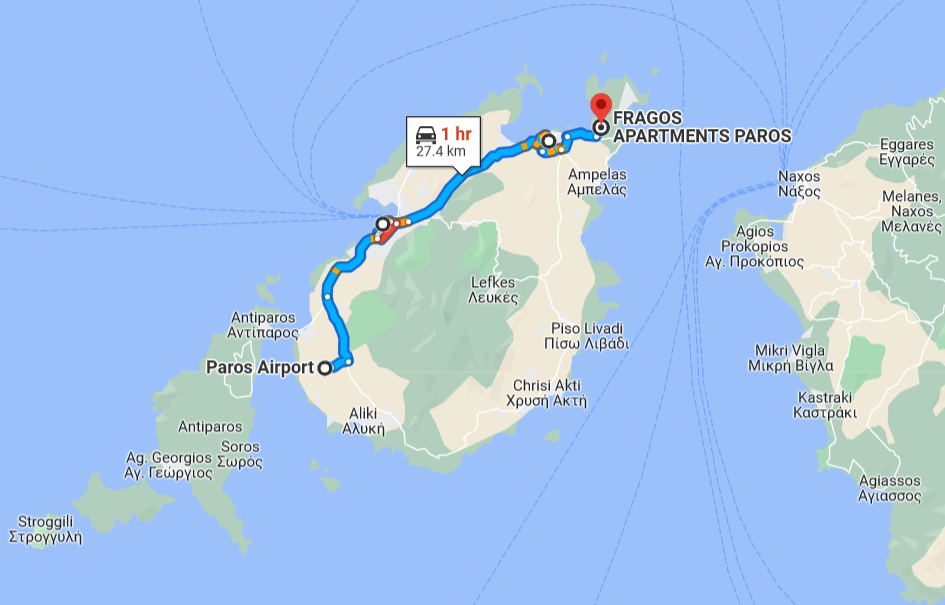 1 hr
27.4 km
FRAGOS
APARTMENTS PAROS
Ampelas
Αμπελάς
Eggares
Εγγαρές
Naxos
Νάξος
Melanes,
Naxos
Μελανές
Agios
Prokopios
Αγ. Προκόπιος
Lefkes
Λευκές
Antiparos
Αντίπαρος
Piso Livadi
Πίσω Λιβάδι
Paros Airport
Mikri Vigla
Μικρή Βίγλα
Chrisi Akti
Χρυσή Ακτή
Kastraki
Καστράκι
Aliki
Αλυκή
Antiparos
Soros
Σωρός
Ag. Georgios
Αγ. Γεώργιος
Agiassos
Αγιασσος
Stroggili
Στρογγυλή